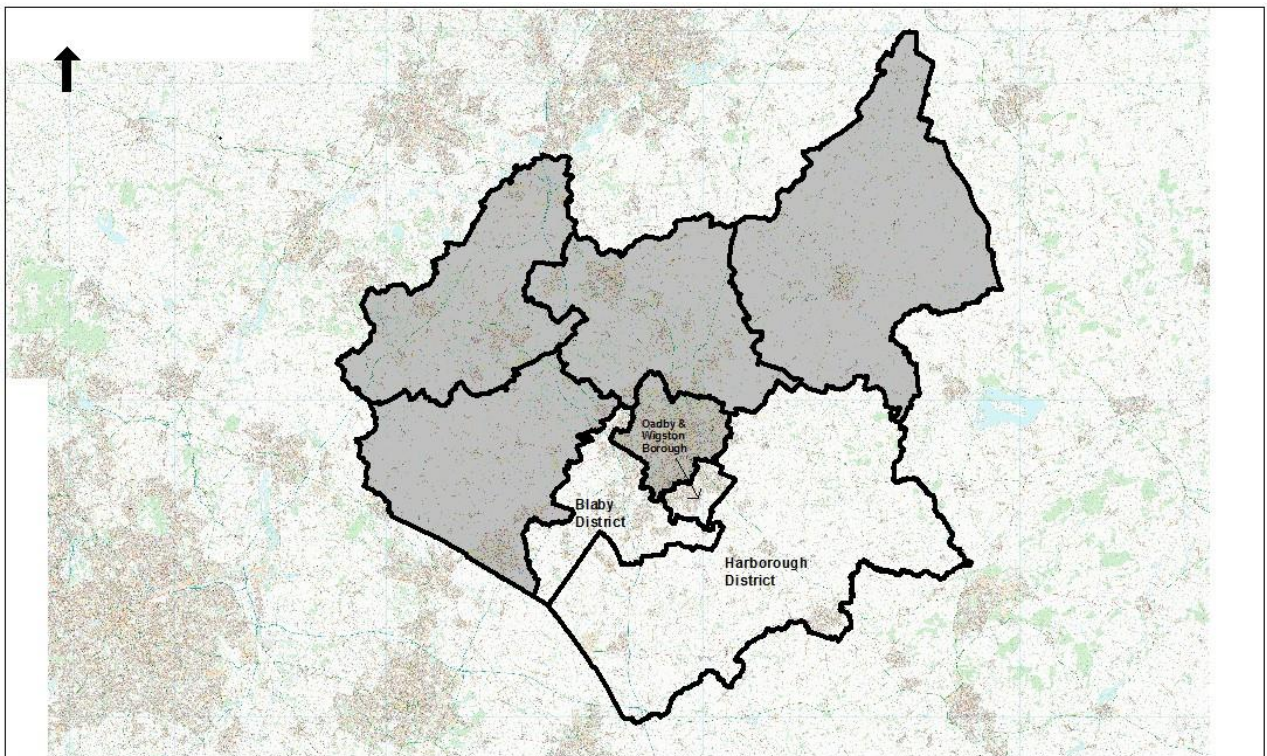 Oadby &
Wigston
Borough
Blaby
District
Harborough
District